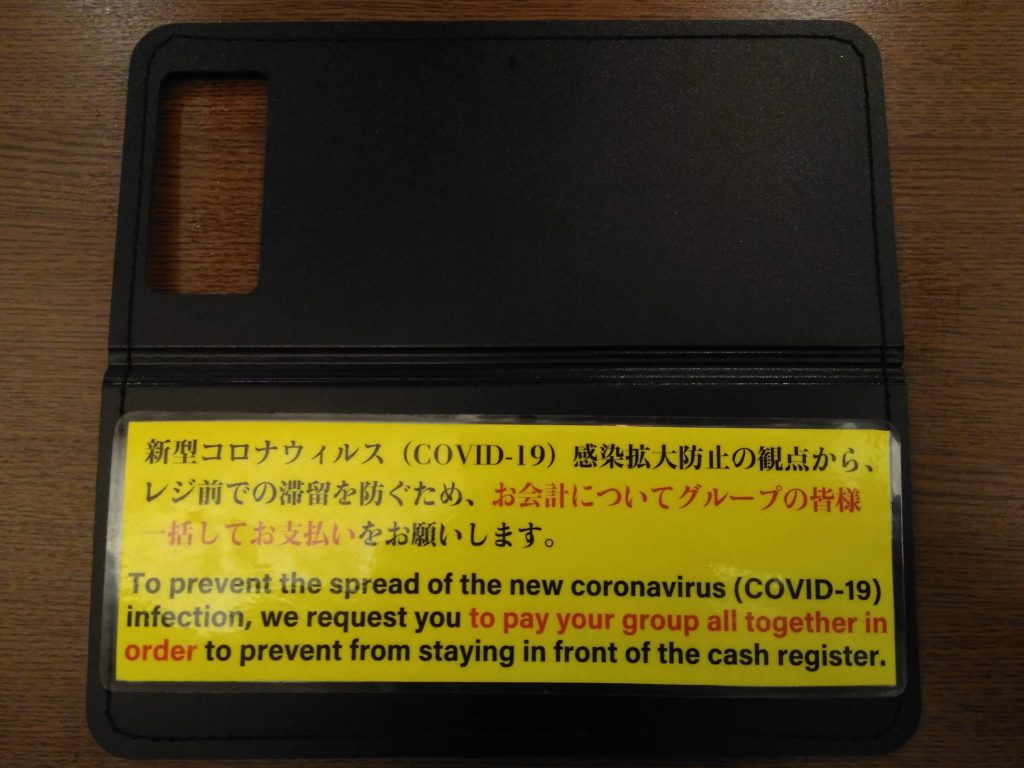 新型コロナウィルス（COVID-19）感染拡大防止の観点から、
レジ前での滞留を防ぐため、お会計についてグループの皆様
一括してお支払いをお願いします。
To prevent the spread of the new coronavirus (COVID-19)
infection, we request you to pay your group all together in
order to prevent from staying in front of the cash register.